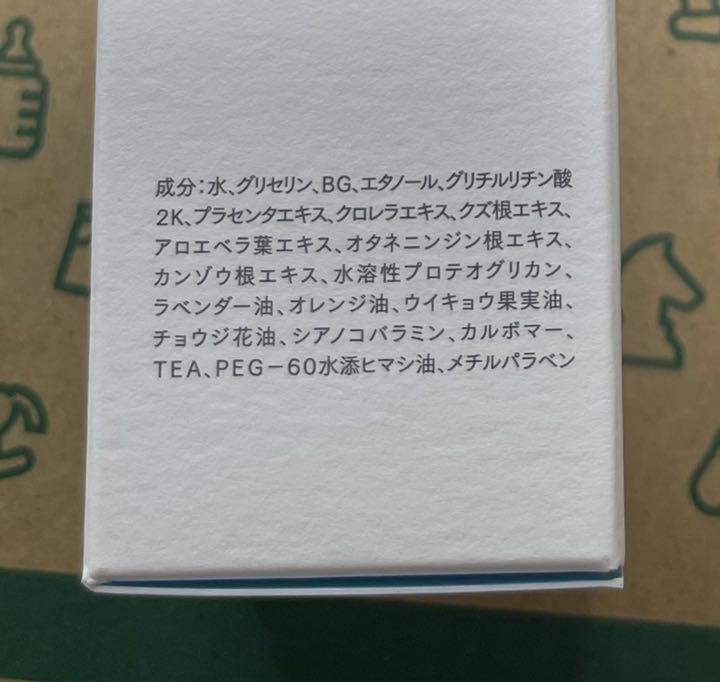 成分:水、グリセリン、BG、エタノール、グリチルリチン酸
2K、プラセンタエキス、クロレラエキス、クズ根エキス、
アロエベラ葉エキス、オタネニンジン根エキス、
カンゾウ根エキス、水溶性プロテオグリカン、
ラベンダー油、オレンジ油、ウイキョウ果実油、
チョウジ花油、シアノコバラミン、カルボマー、
TEA、PEG-60水添ヒマシ油、メチルパラベン